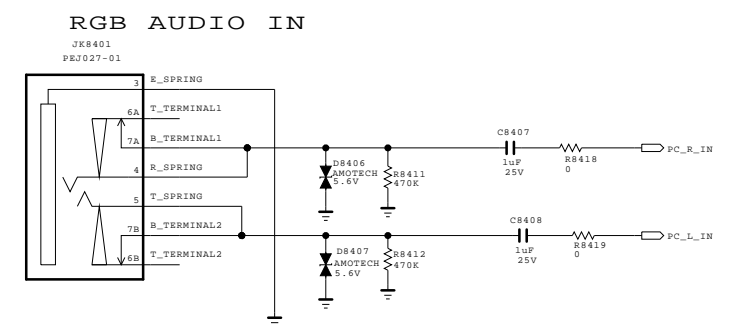 RGB AUDIO IN
JK8401
PEJ027-01
3 E_SPRING
6A T_TERMINAL1
7A B_TERMINAL1
4 R_SPRING
5 T_SPRING
7B B_TERMINAL2
6B T_TERMINAL2
D8406
AMOTECH
5.6V
R8411
470K
C8407
1uF
25V
R8418
0
PC_R_IN
D8407
AMOTECH
5.6V
R8412
470K
C8408
1uF
25V
R8419
0
PC_L_IN